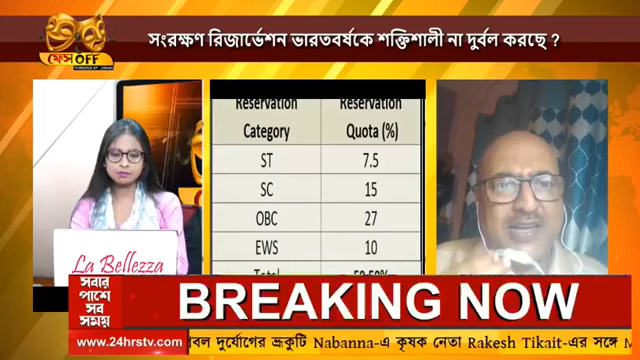 সংরক্ষণ রিজার্ভেশন ভারতবর্ষকে শক্তিশালী না দুর্বল করছে ?
ফেস OFF
Reservation Category
Reservation Quota (%)
ST 7.5
SC 15
OBC 27
EWS 10
La Bellezza
সবার
পাশে
সব
সময়
BREAKING NOW
www.24hrstv.com
বল দুর্যোগের ভ্রূকুটি Nabanna-এ কৃষক নেতা Rakesh Tikait-এর সঙ্গে M